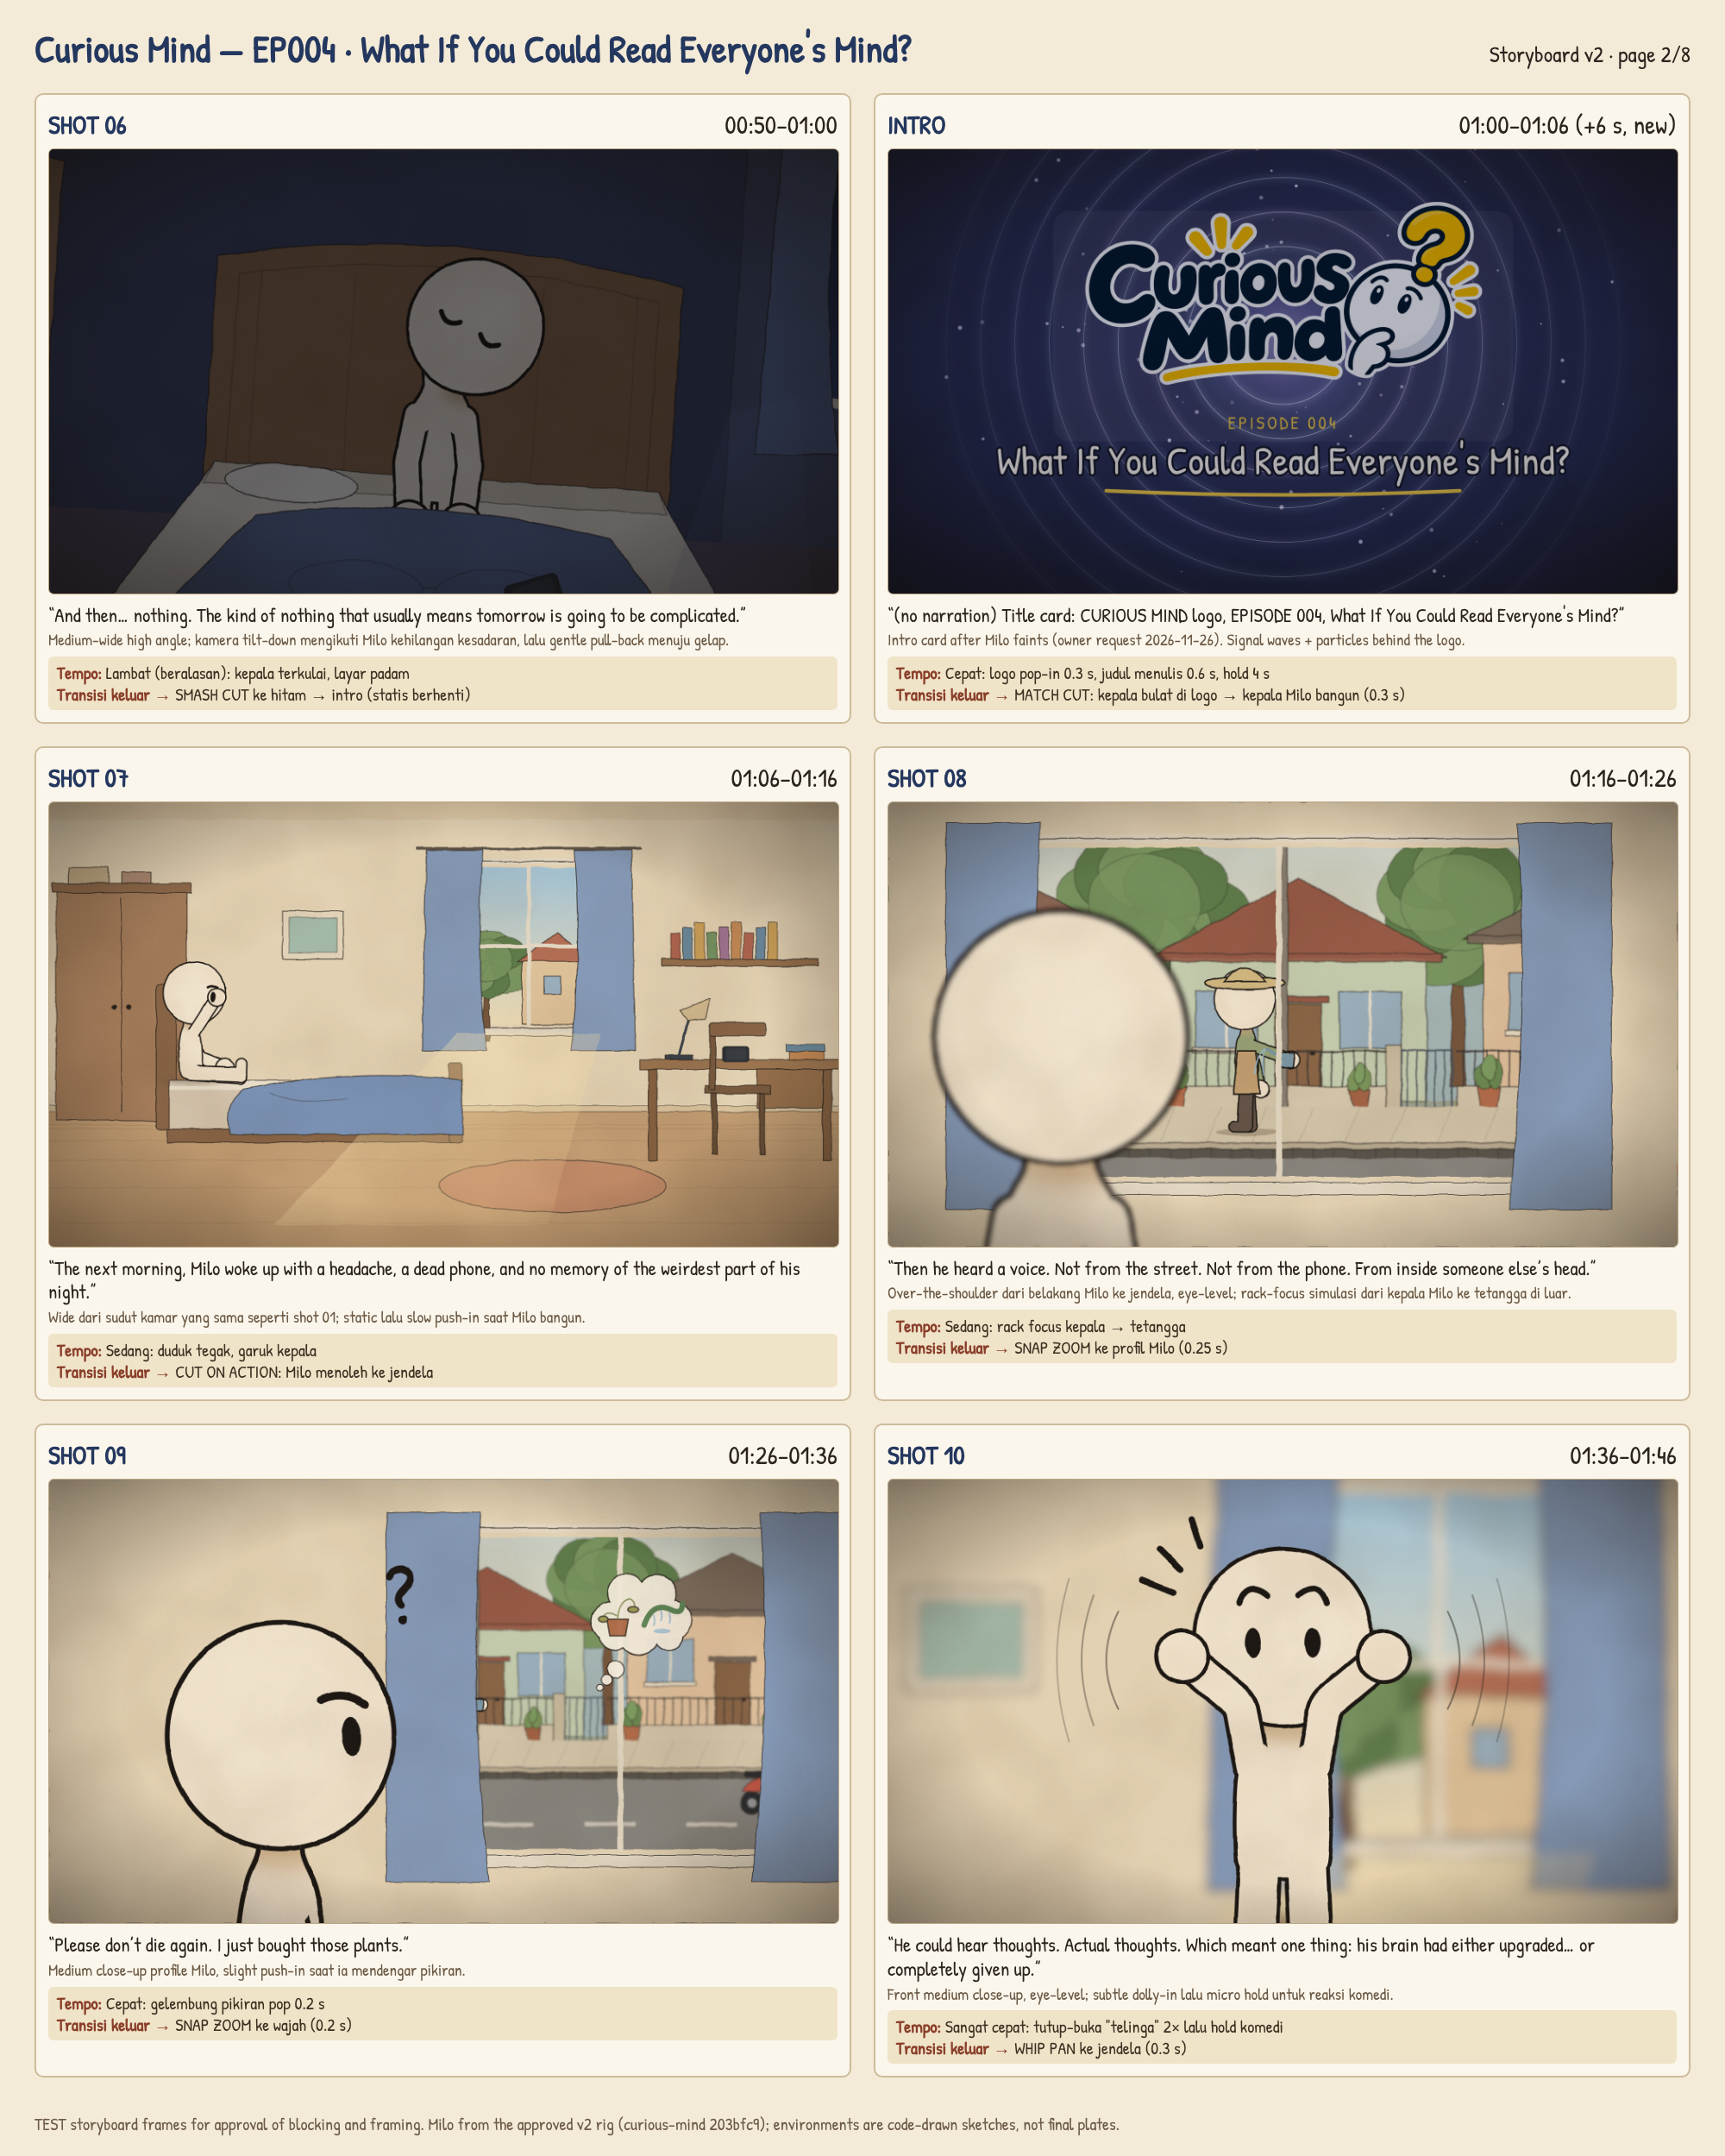 Curious Mind — EP004 · What If You Could Read Everyone's Mind?
Storyboard v2 · page 2/8
SHOT 06
00:50–01:00
“And then… nothing. The kind of nothing that usually means tomorrow is going to be complicated.”
Medium-wide high angle; kamera tilt-down mengikuti Milo kehilangan kesadaran, lalu gentle pull-back menuju gelap.
Tempo: Lambat (beralasan): kepala terkulai, layar padam
Transisi keluar → SMASH CUT ke hitam → intro (statis berhenti)
INTRO
01:00–01:06 (+6 s, new)
Curious
Mind
?
EPISODE 004
What If You Could Read Everyone's Mind?
“(no narration) Title card: CURIOUS MIND logo, EPISODE 004, What If You Could Read Everyone's Mind?”
Intro card after Milo faints (owner request 2026-11-26). Signal waves + particles behind the logo.
Tempo: Cepat: logo pop-in 0.3 s, judul menulis 0.6 s, hold 4 s
Transisi keluar → MATCH CUT: kepala bulat di logo → kepala Milo bangun (0.3 s)
SHOT 07
01:06–01:16
“The next morning, Milo woke up with a headache, a dead phone, and no memory of the weirdest part of his
night.”
Wide dari sudut kamar yang sama seperti shot 01; static lalu slow push-in saat Milo bangun.
Tempo: Sedang: duduk tegak, garuk kepala
Transisi keluar → CUT ON ACTION: Milo menoleh ke jendela
SHOT 08
01:16–01:26
“Then he heard a voice. Not from the street. Not from the phone. From inside someone else’s head.”
Over-the-shoulder dari belakang Milo ke jendela, eye-level; rack-focus simulasi dari kepala Milo ke tetangga di luar.
Tempo: Sedang: rack focus kepala → tetangga
Transisi keluar → SNAP ZOOM ke profil Milo (0.25 s)
SHOT 09
01:26–01:36
?
“Please don’t die again. I just bought those plants.”
Medium close-up profile Milo, slight push-in saat ia mendengar pikiran.
Tempo: Cepat: gelembung pikiran pop 0.2 s
Transisi keluar → SNAP ZOOM ke wajah (0.2 s)
SHOT 10
01:36–01:46
“He could hear thoughts. Actual thoughts. Which meant one thing: his brain had either upgraded… or
completely given up.”
Front medium close-up, eye-level; subtle dolly-in lalu micro hold untuk reaksi komedi.
Tempo: Sangat cepat: tutup-buka "telinga" 2× lalu hold komedi
Transisi keluar → WHIP PAN ke jendela (0.3 s)
TEST storyboard frames for approval of blocking and framing. Milo from the approved v2 rig (curious-mind 203bfc9); environments are code-drawn sketches, not final plates.